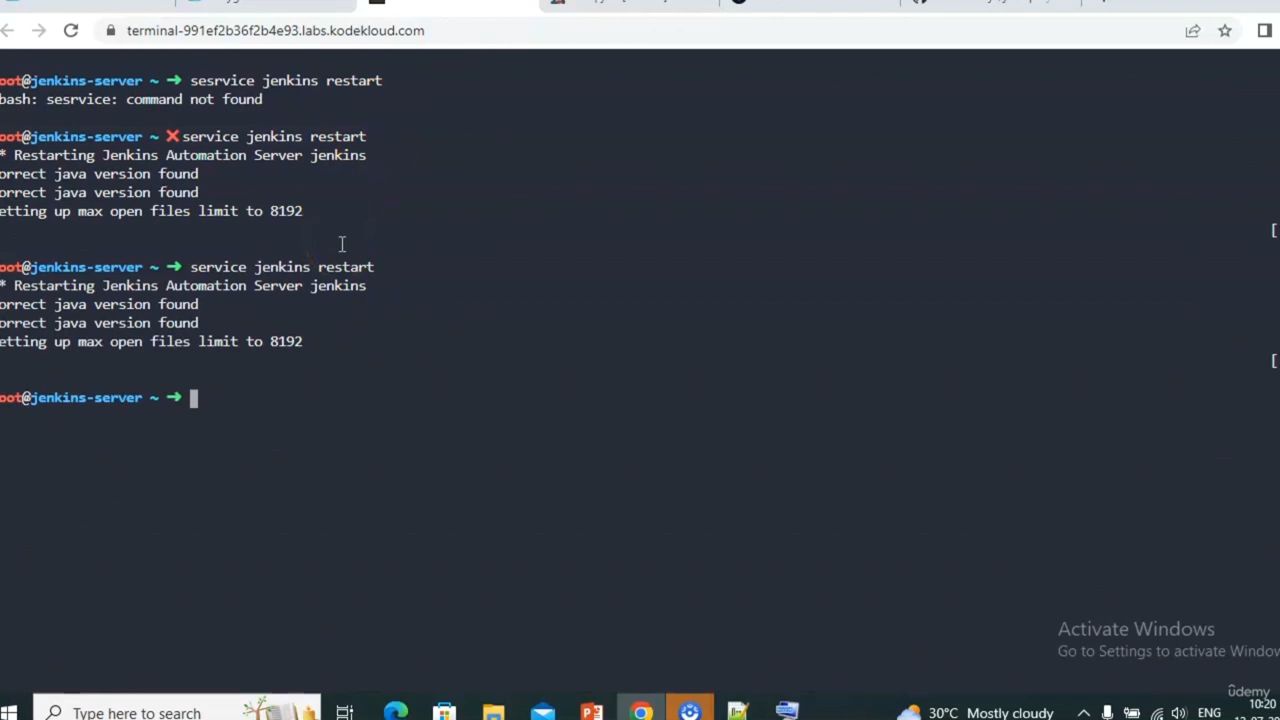 terminal-991ef2b36f2b4e93.labs.kodekloud.com
oot@jenkins-server ~ ➜ sesrvice jenkins restart
bash: sesrvice: command not found
oot@jenkins-server ~ ✖ service jenkins restart
* Restarting Jenkins Automation Server jenkins
orrect java version found
orrect java version found
etting up max open files limit to 8192
[
oot@jenkins-server ~ ➜ service jenkins restart
* Restarting Jenkins Automation Server jenkins
orrect java version found
orrect java version found
etting up max open files limit to 8192
[
oot@jenkins-server ~ ➜
Activate Windows
Go to Settings to activate Window
ûdemy
Type here to search
30°C Mostly cloudy
ENG
10:20